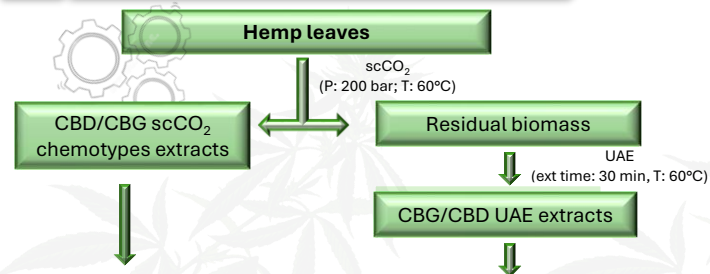 Hemp leaves
scCO₂
(P: 200 bar; T: 60°C)
CBD/CBG scCO₂
chemotypes extracts
Residual biomass
UAE
(ext time: 30 min, T: 60°C)
CBG/CBD UAE extracts